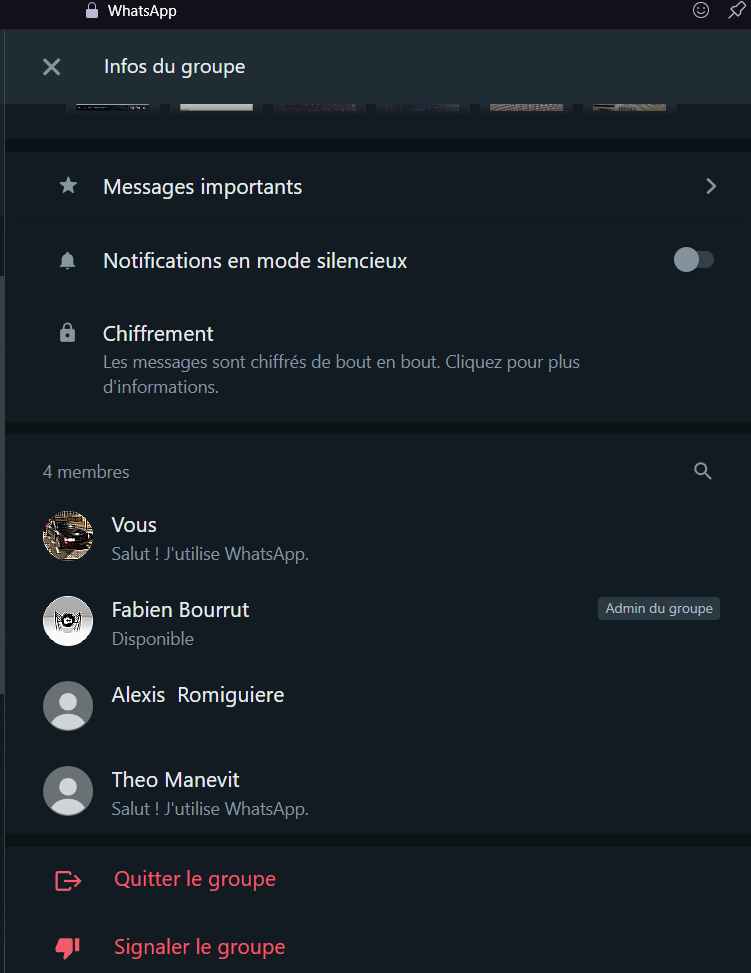 WhatsApp
Infos du groupe
Messages importants
Notifications en mode silencieux
Chiffrement
Les messages sont chiffrés de bout en bout. Cliquez pour plus
d'informations.
4 membres
Vous
Salut ! J'utilise WhatsApp.
Fabien Bourrut
Admin du groupe
Disponible
Alexis  Romiguiere
Theo Manevit
Salut ! J'utilise WhatsApp.
Quitter le groupe
Signaler le groupe